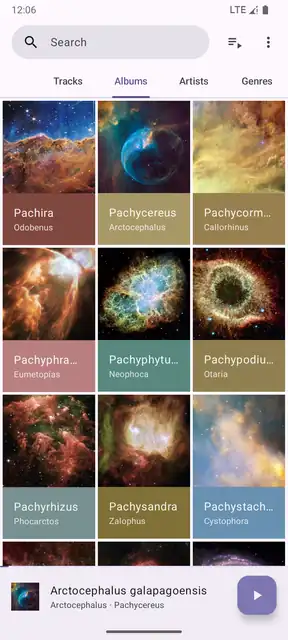 12:06
LTE
Search
Tracks
Albums
Artists
Genres
Pachira
Odobenus
Pachycereus
Arctocephalus
Pachycorm…
Callorhinus
Pachyphra…
Eumetopias
Pachyphytu…
Neophoca
Pachypodiu…
Otaria
Pachyrhizus
Phocarctos
Pachysandra
Zalophus
Pachystach…
Cystophora
Arctocephalus galapagoensis
Arctocephalus · Pachycereus